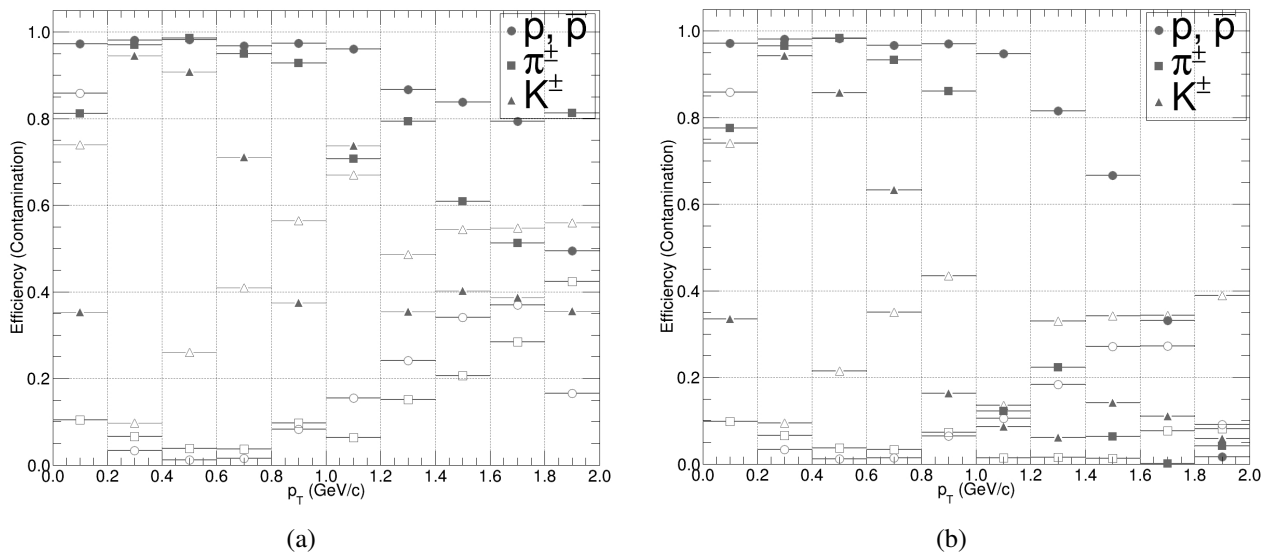 p, p̅
π±
K±
Efficiency (Contamination)
1.0
0.8
0.6
0.4
0.2
0.0
0.0 0.2 0.4 0.6 0.8 1.0 1.2 1.4 1.6 1.8 2.0
p_T (GeV/c)
(a)
p, p̅
π±
K±
Efficiency (Contamination)
1.0
0.8
0.6
0.4
0.2
0.0
0.0 0.2 0.4 0.6 0.8 1.0 1.2 1.4 1.6 1.8 2.0
p_T (GeV/c)
(b)